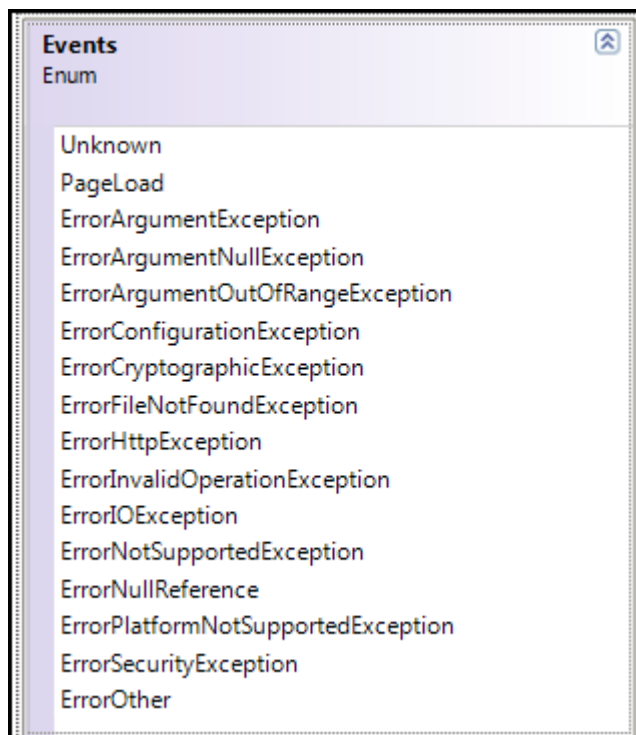 Events
Enum
Unknown
PageLoad
ErrorArgumentException
ErrorArgumentNullException
ErrorArgumentOutOfRangeException
ErrorConfigurationException
ErrorCryptographicException
ErrorFileNotFoundException
ErrorHttpException
ErrorInvalidOperationException
ErrorIOException
ErrorNotSupportedException
ErrorNullReference
ErrorPlatformNotSupportedException
ErrorSecurityException
ErrorOther